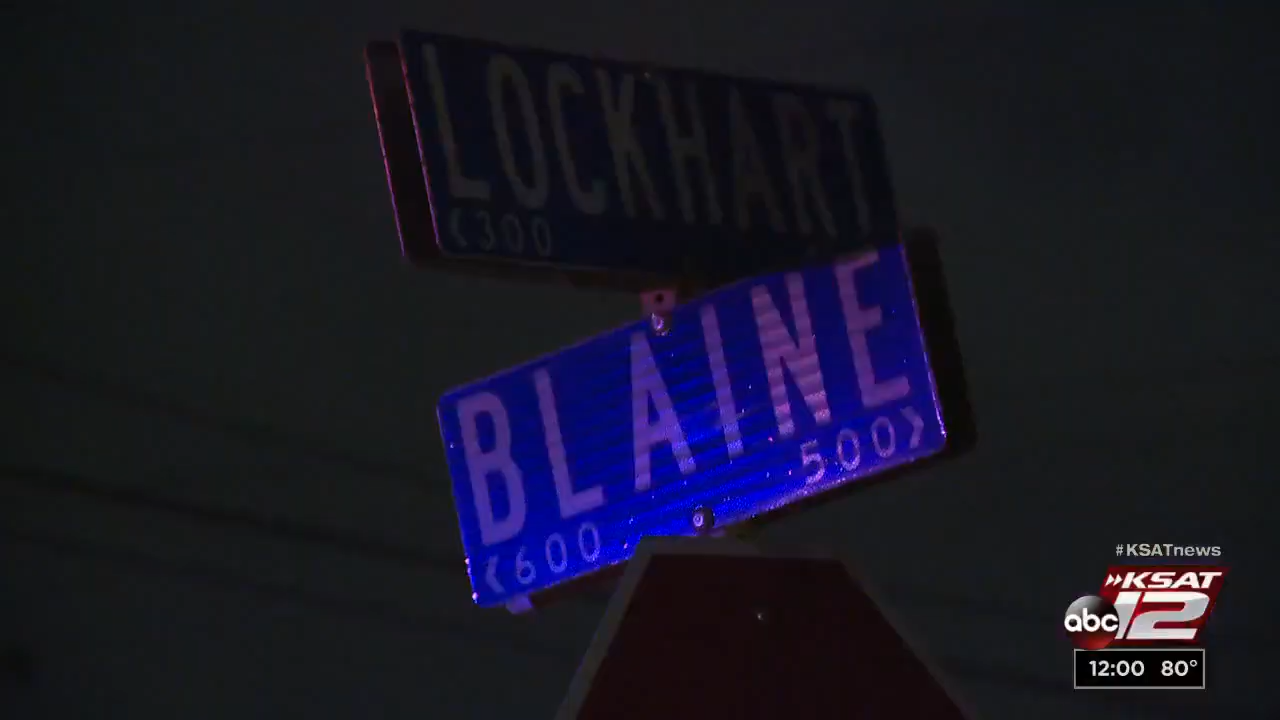 LOCKHART
‹300
BLAINE
500›
‹600
#KSATnews
»KSAT
abc 12
12:00 80°